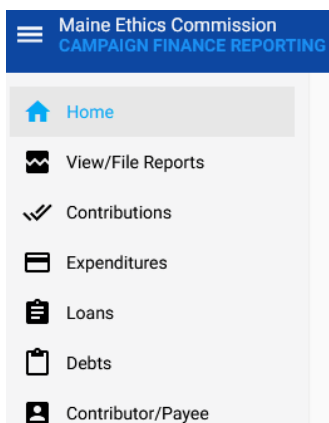 Maine Ethics Commission
CAMPAIGN FINANCE REPORTING
Home
View/File Reports
Contributions
Expenditures
Loans
Debts
Contributor/Payee